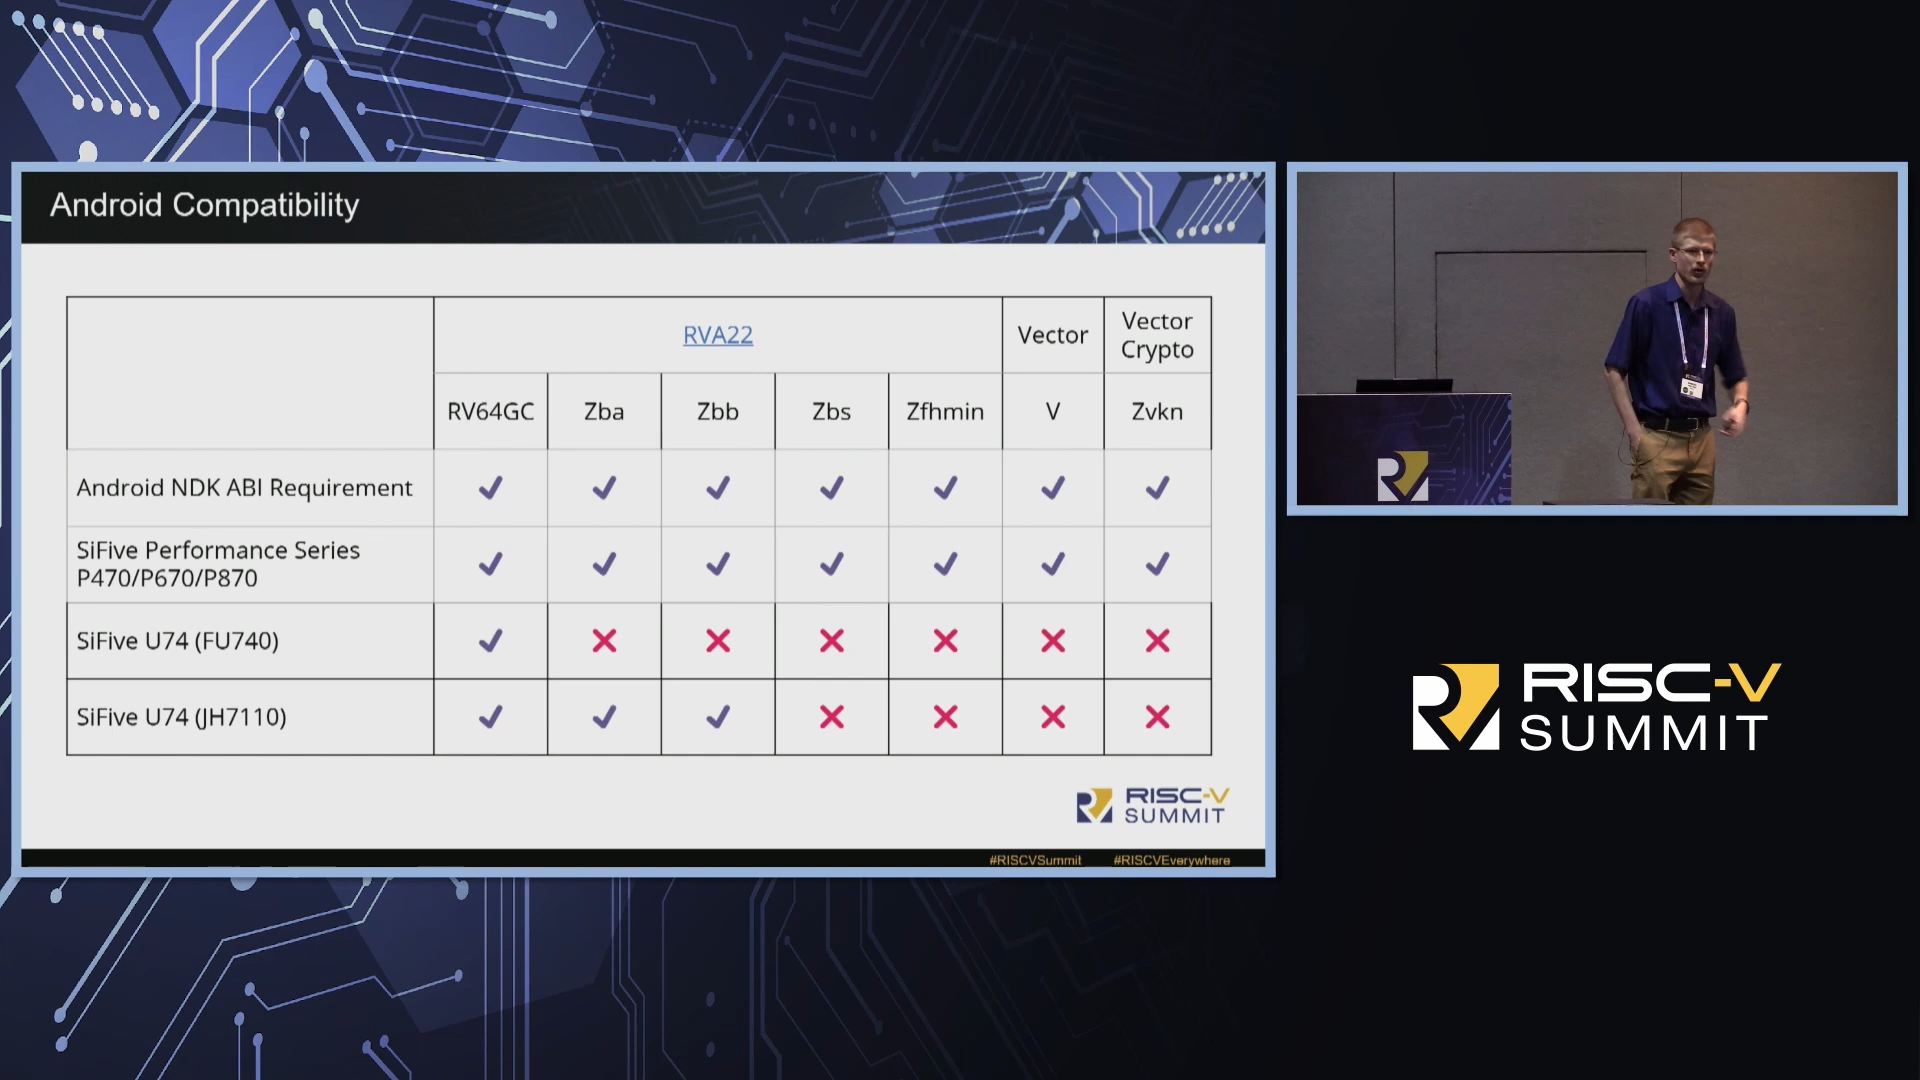 Android Compatibility
RVA22
Vector
Vector
Crypto
RV64GC
Zba
Zbb
Zbs
Zfhmin
V
Zvkn
Android NDK ABI Requirement
SiFive Performance Series
P470/P670/P870
SiFive U74 (FU740)
SiFive U74 (JH7110)
RISC-V
SUMMIT
#RISCVSummit
#RISCVEverywhere
RISC-V
SUMMIT